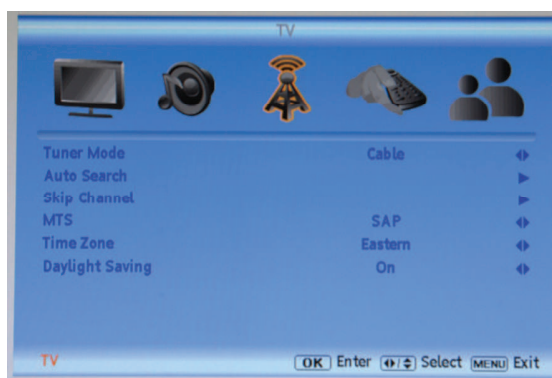 TV
Tuner Mode Cable
Auto Search
Skip Channel
MTS SAP
Time Zone Eastern
Daylight Saving On
TV OK Enter Select MENU Exit